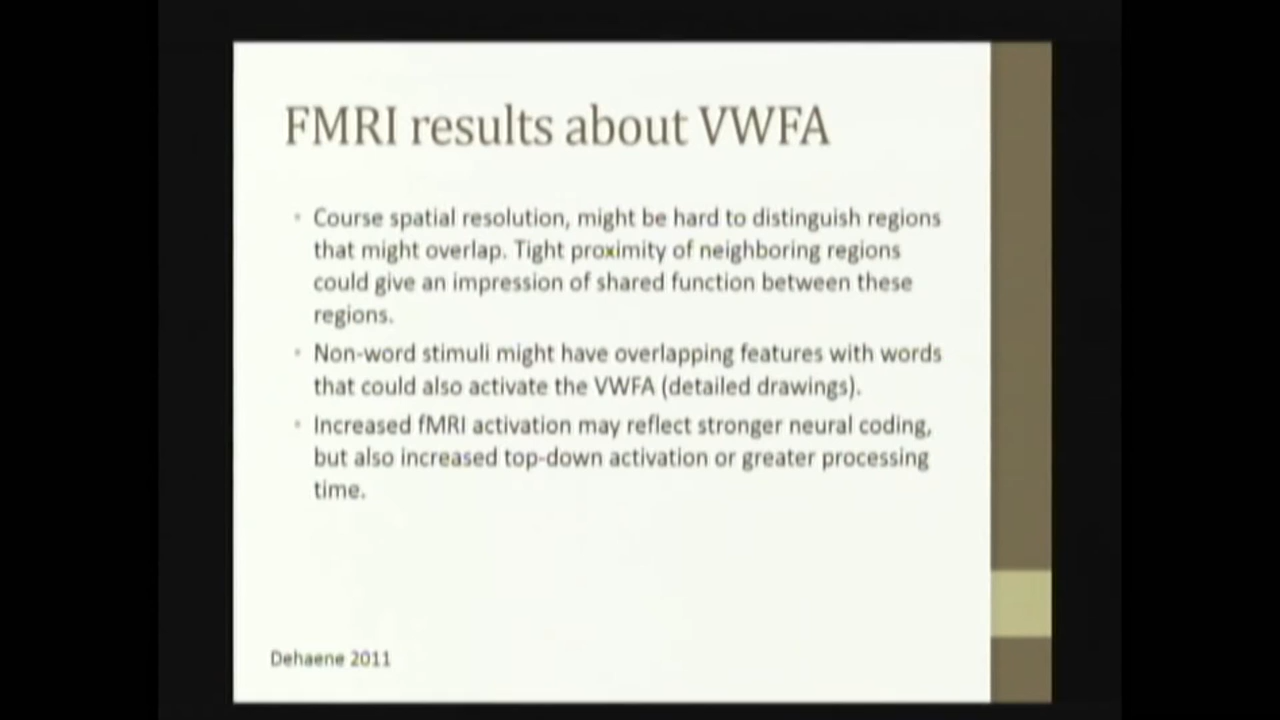 FMRI results about VWFA
Course spatial resolution, might be hard to distinguish regions
that might overlap. Tight proximity of neighboring regions
could give an impression of shared function between these
regions.
Non-word stimuli might have overlapping features with words
that could also activate the VWFA (detailed drawings).
Increased fMRI activation may reflect stronger neural coding,
but also increased top-down activation or greater processing
time.
Dehaene 2011